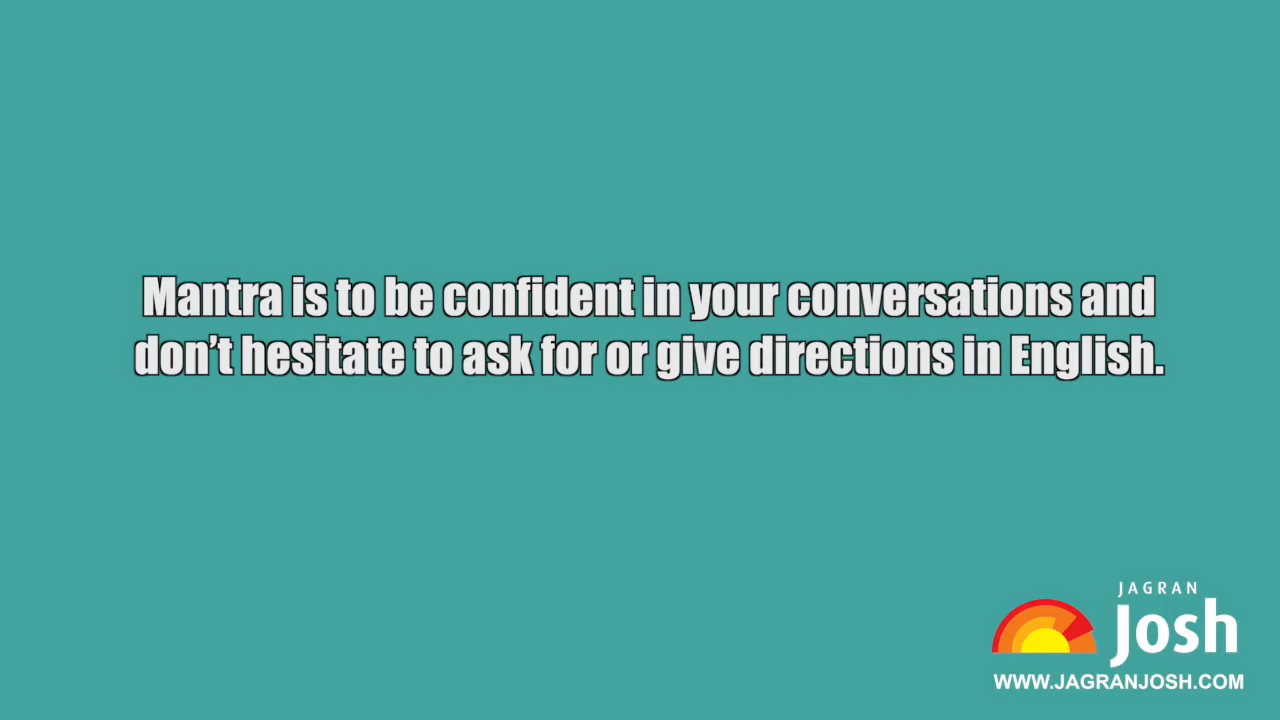 Mantra is to be confident in your conversations and
don't hesitate to ask for or give directions in English.
JAGRAN
Josh
WWW.JAGRANJOSH.COM